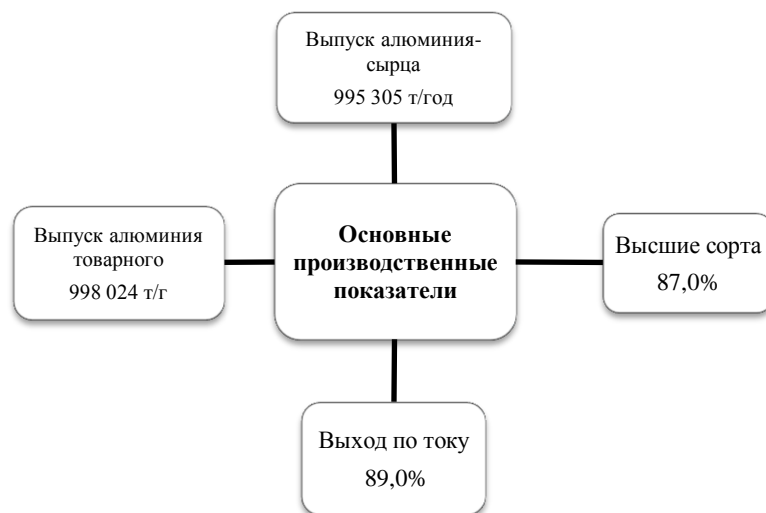 Выпуск алюминия-
сырца
995 305 т/год
Выпуск алюминия
товарного
998 024 т/г
Основные
производственные
показатели
Высшие сорта
87,0%
Выход по току
89,0%